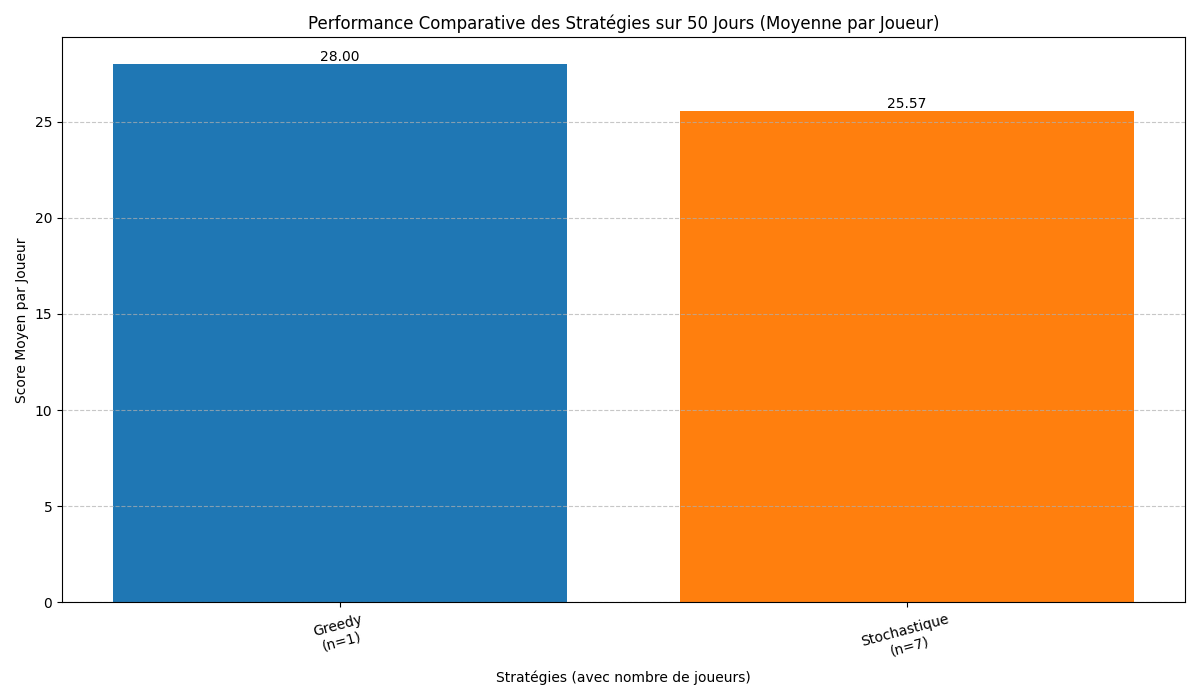 Performance Comparative des Stratégies sur 50 Jours (Moyenne par Joueur)
28.00
25.57
25
20
15
10
5
0
Score Moyen par Joueur
Greedy
(n=1)
Stochastique
(n=7)
Stratégies (avec nombre de joueurs)